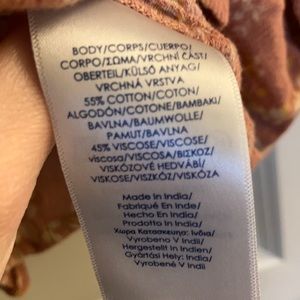 BODY/CORPS/CUERPO/
CORPO/ΣΩΜΑ/VRCHNÍ ČÁST/
OBERTEIL/KÜLSŐ ANYAG/
VRCHNÁ VRSTVA
55% COTTON/COTON/
ALGODÓN/COTONE/BAMBAKI/
BAVLNA/BAUMWOLLE/
PAMUT/BAVLNA
45% VISCOSE/VISCOSE/
viscosa/VISCOSA/ΒΙΣΚΟΖ/
VISKÓZOVÉ HEDVÁBÍ/
VISKOSE/VISZKÓZ/VISKÓZA
Made In India/
Fabriqué En Inde/
Hecho En India/
Prodotto In India/
Χωρα Κατασκευης: Ινδια/
Vyrobeno V Indii/
Hergestellt In Indien/
Gyártási Hely: India/
Vyrobené V Indii